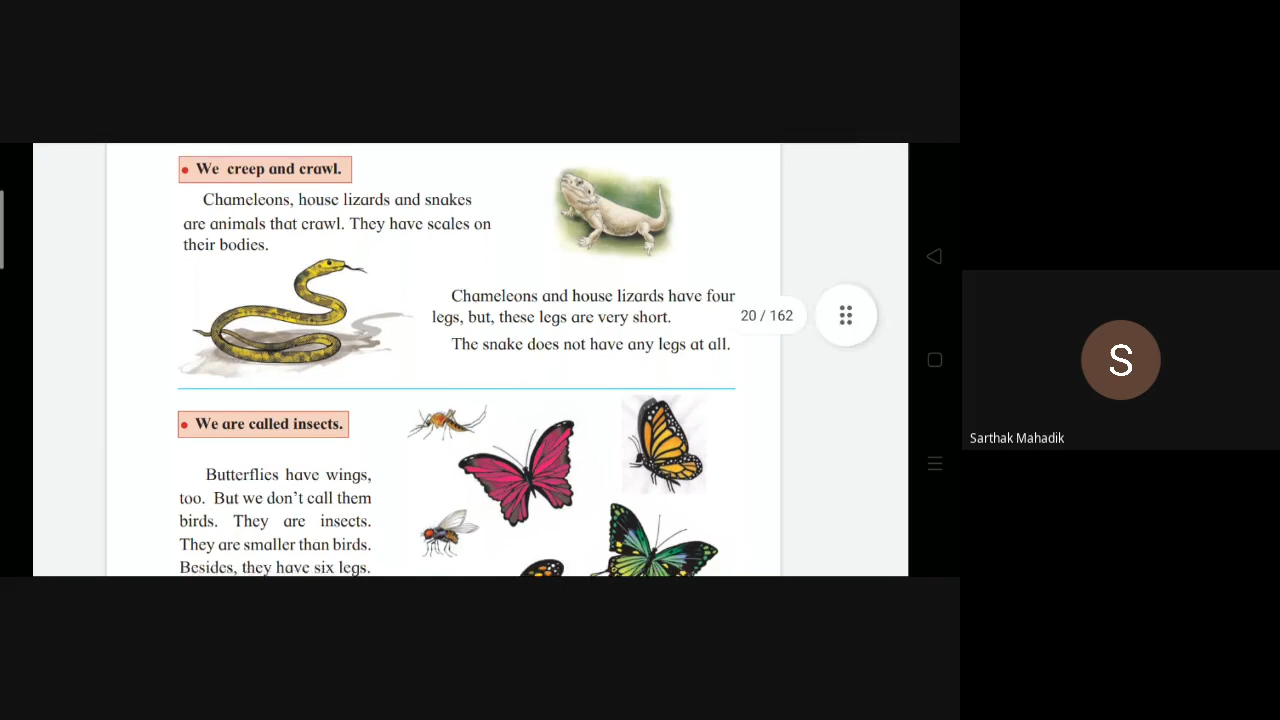 We creep and crawl.
Chameleons, house lizards and snakes
are animals that crawl. They have scales on
their bodies.
Chameleons and house lizards have four
legs, but, these legs are very short.
The snake does not have any legs at all.
20 / 162
We are called insects.
Butterflies have wings,
too. But we don't call them
birds. They are insects.
They are smaller than birds.
Besides, they have six legs.
S
Sarthak Mahadik